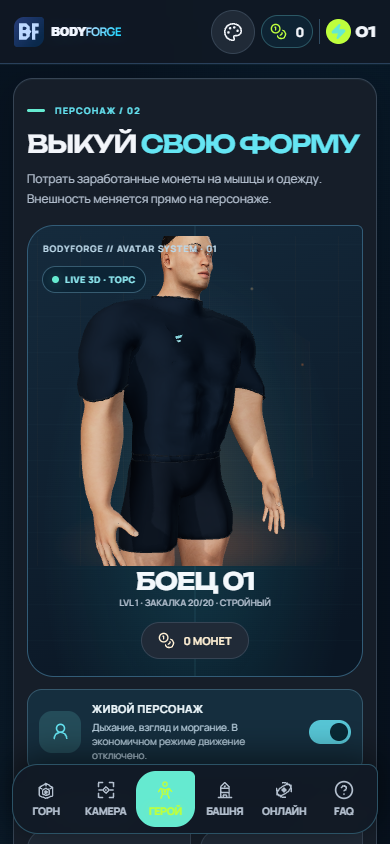 BF BODYFORGE
0
01
ПЕРСОНАЖ / 02
ВЫКУЙ СВОЮ ФОРМУ
Потрать заработанные монеты на мышцы и одежду.
Внешность меняется прямо на персонаже.
BODYFORGE // AVATAR SYSTEM 01
LIVE 3D · ТОРС
БОЕЦ 01
LVL 1 · ЗАКАЛКА 20/20 · СТРОЙНЫЙ
0 МОНЕТ
ЖИВОЙ ПЕРСОНАЖ
Дыхание, взгляд и моргание. В
экономичном режиме движение
отключено.
ГОРН
КАМЕРА
ГЕРОЙ
БАШНЯ
ОНЛАЙН
FAQ